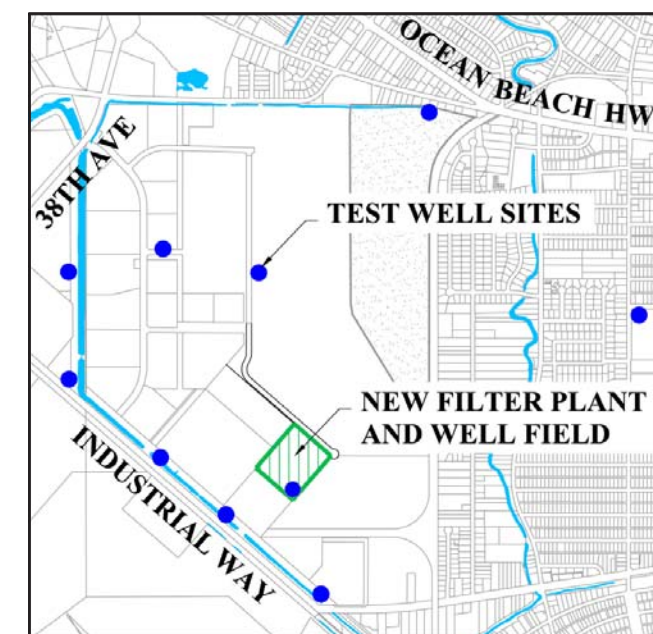 OCEAN BEACH HW
38TH AVE
TEST WELL SITES
NEW FILTER PLANT
AND WELL FIELD
INDUSTRIAL WAY